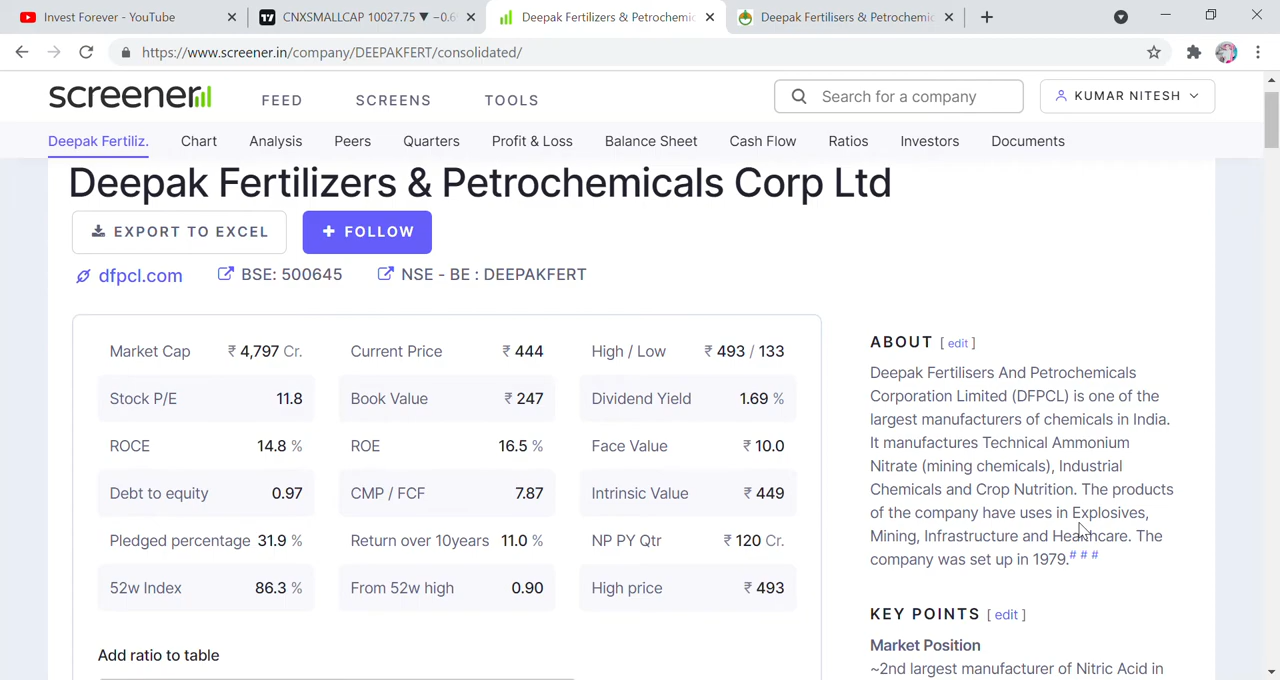 Invest Forever - YouTube
CNXSMALLCAP 10027.75 ▼ −0.6
Deepak Fertilizers & Petrochemic
Deepak Fertilisers & Petrochemic
https://www.screener.in/company/DEEPAKFERT/consolidated/
screener
FEED
SCREENS
TOOLS
Search for a company
KUMAR NITESH
Deepak Fertiliz.
Chart
Analysis
Peers
Quarters
Profit & Loss
Balance Sheet
Cash Flow
Ratios
Investors
Documents
Deepak Fertilizers & Petrochemicals Corp Ltd
EXPORT TO EXCEL
+ FOLLOW
dfpcl.com
BSE: 500645
NSE - BE : DEEPAKFERT
Market Cap ₹ 4,797 Cr.
Current Price ₹ 444
High / Low ₹ 493 / 133
Stock P/E 11.8
Book Value ₹ 247
Dividend Yield 1.69 %
ROCE 14.8 %
ROE 16.5 %
Face Value ₹ 10.0
Debt to equity 0.97
CMP / FCF 7.87
Intrinsic Value ₹ 449
Pledged percentage 31.9 %
Return over 10years 11.0 %
NP PY Qtr ₹ 120 Cr.
52w Index 86.3 %
From 52w high 0.90
High price ₹ 493
Add ratio to table
ABOUT [ edit ]
Deepak Fertilisers And Petrochemicals
Corporation Limited (DFPCL) is one of the
largest manufacturers of chemicals in India.
It manufactures Technical Ammonium
Nitrate (mining chemicals), Industrial
Chemicals and Crop Nutrition. The products
of the company have uses in Explosives,
Mining, Infrastructure and Healthcare. The
company was set up in 1979.# # #
KEY POINTS [ edit ]
Market Position
~2nd largest manufacturer of Nitric Acid in